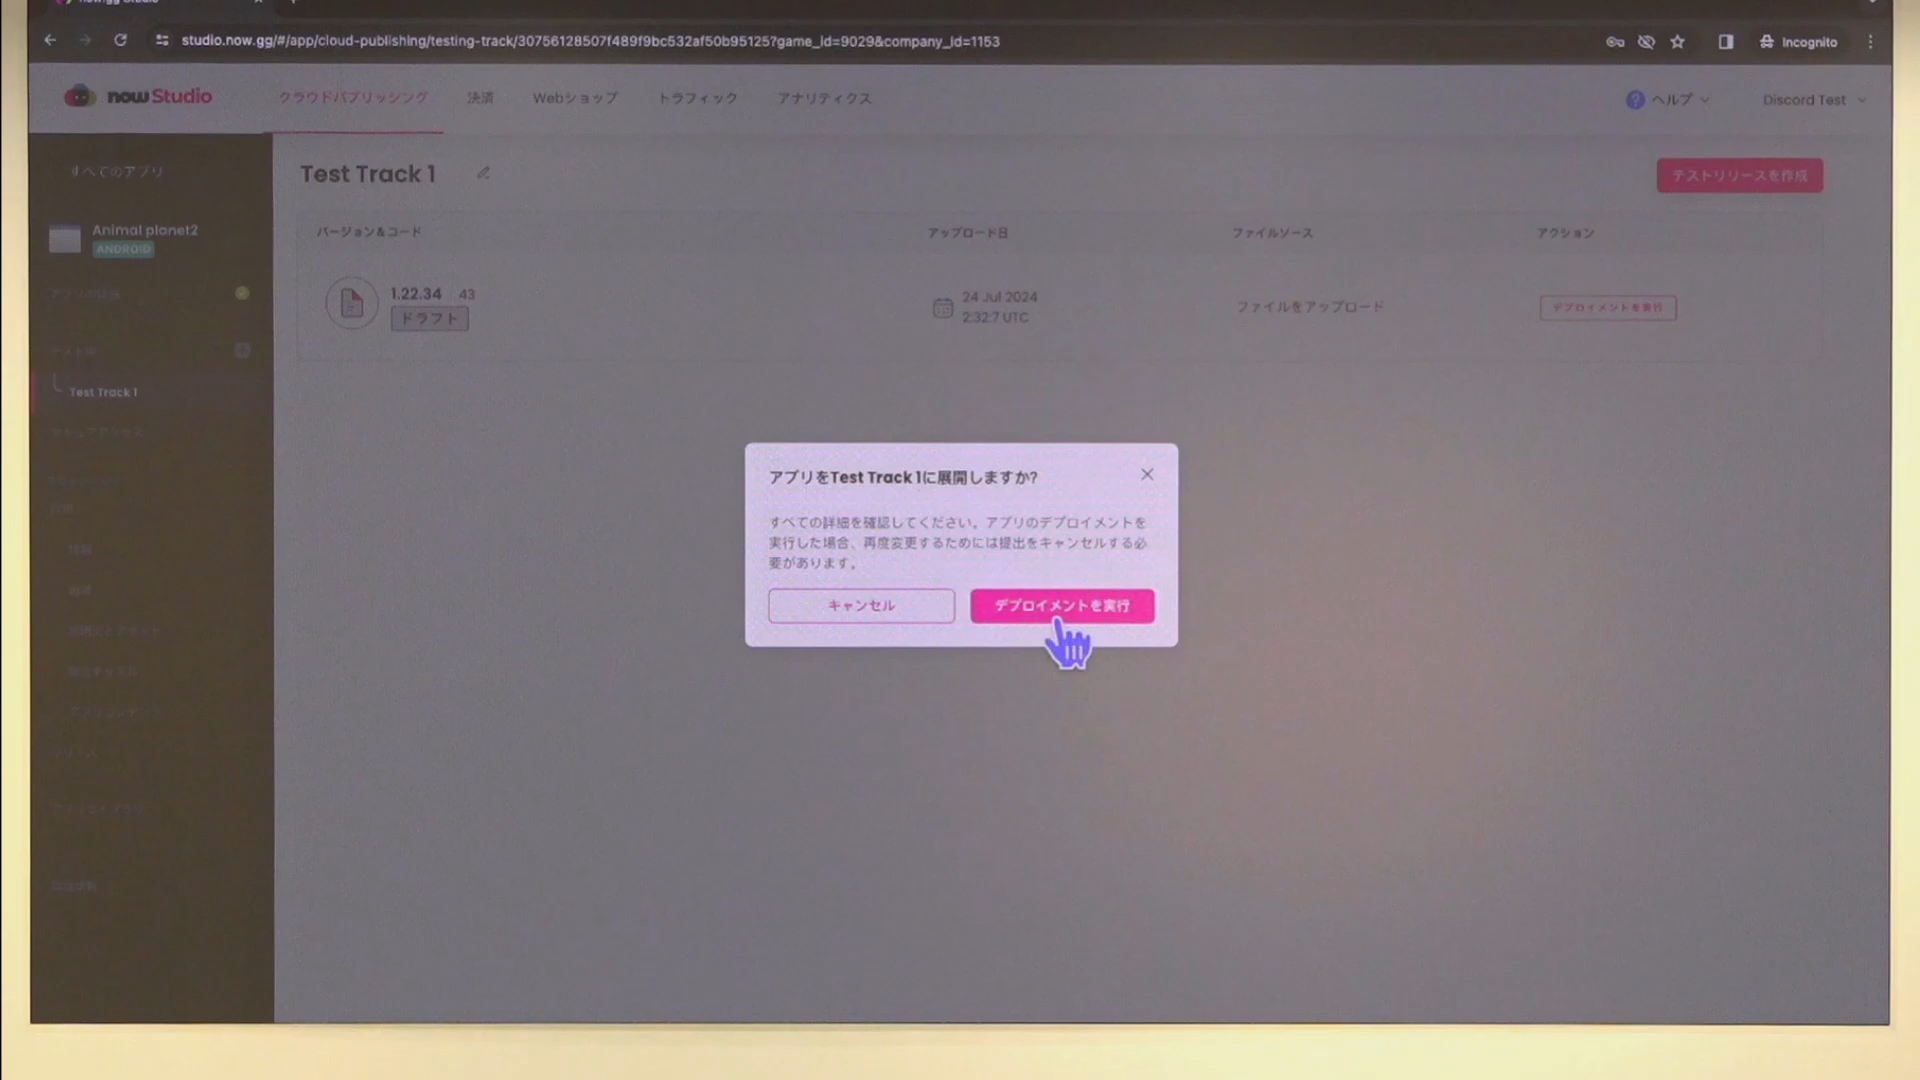 studio.now.gg/#/app/cloud-publishing/testing-track/30756128507f489f9bc532af50b95125?game_id=9029&company_id=1153
Incognito
now Studio
クラウドパブリッシング
決済
Webショップ
トラフィック
アナリティクス
? ヘルプ
Discord Test
すべてのアプリ
Test Track 1
テストリリースを作成
Animal planet2
ANDROID
バージョン&コード
アップロード日
ファイルソース
アクション
1.22.34
43
ドラフト
24 Jul 2024
2:32:7 UTC
ファイルをアップロード
デプロイメントを実行
Test Track 1
アプリをTest Track 1に展開しますか?
すべての詳細を確認してください。アプリのデプロイメントを
実行した場合、再度変更するためには提出をキャンセルする必
要があります。
キャンセル
デプロイメントを実行